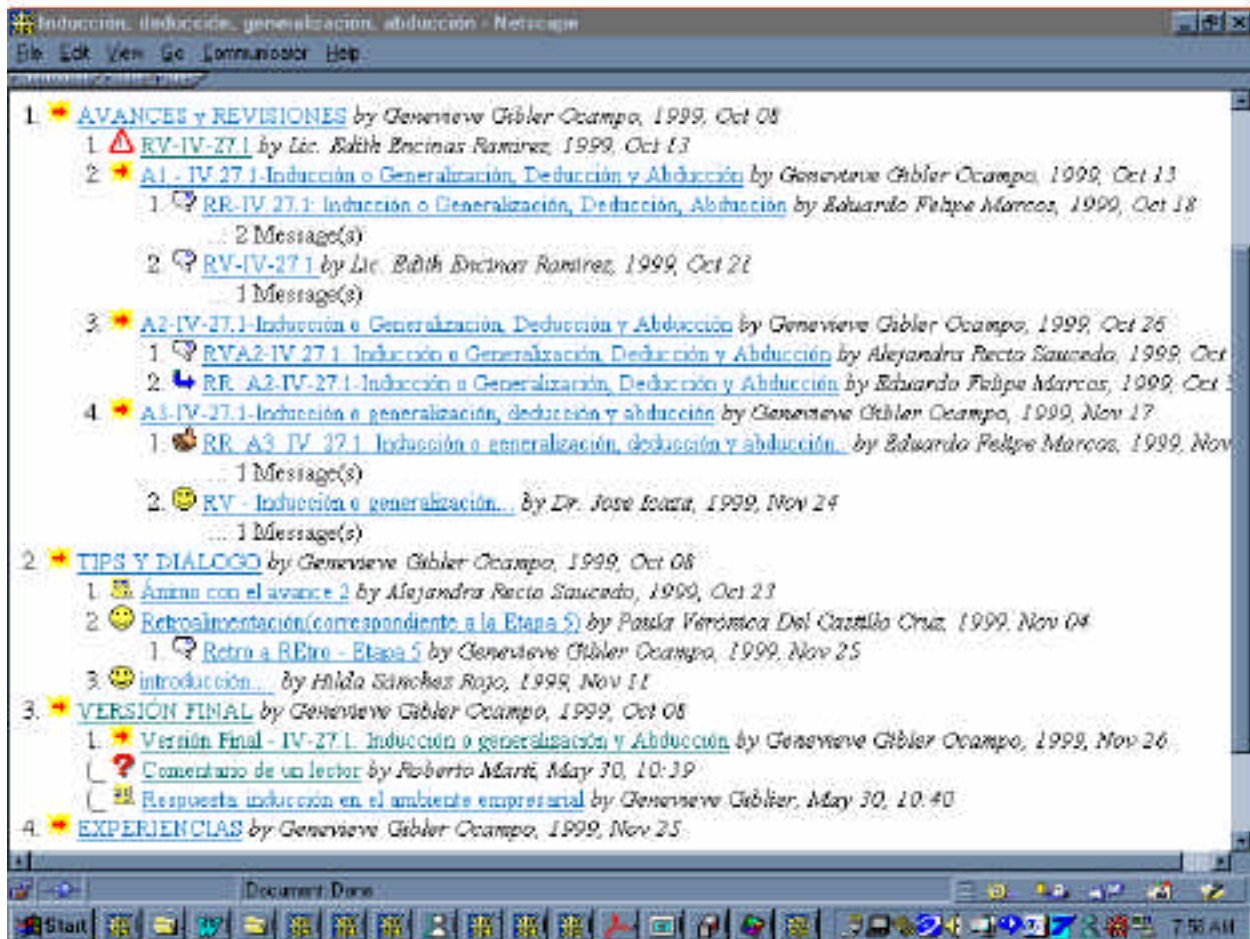 Inducción, deducción, generalización, abducción - Netscape
File Edit View Go Communicator Help
1. AVANCES y REVISIONES by Genevieve Gibler Ocampo, 1999, Oct 08
1. RV-IV-27.1 by Lic. Edith Encinas Ramirez, 1999, Oct 13
2. A1 - IV.27.1-Inducción o Generalización, Deducción y Abducción by Genevieve Gibler Ocampo, 1999, Oct 13
1. RR-IV.27.1: Inducción o Generalización, Deducción, Abducción by Eduardo Felipe Marcos, 1999, Oct 18
... 2 Message(s)
2. RV-IV-27.1 by Lic. Edith Encinas Ramirez, 1999, Oct 21
... 1 Message(s)
3. A2-IV-27.1-Inducción o Generalización, Deducción y Abducción by Genevieve Gibler Ocampo, 1999, Oct 26
1. RVA2-IV.27.1. Inducción o Generalización, Deducción y Abducción by Alejandra Recto Saucedo, 1999, Oct
2. RR_A2-IV-27.1-Inducción o Generalización, Deducción y Abducción by Eduardo Felipe Marcos, 1999, Oct
4. A3-IV-27.1-Inducción o generalización, deducción y abducción by Genevieve Gibler Ocampo, 1999, Nov 17
1. RR_A3_IV_27.1. Inducción o generalización, deducción y abducción... by Eduardo Felipe Marcos, 1999, Nov
... 1 Message(s)
2. RV - Inducción o generalización... by Dr. Jose Icaza, 1999, Nov 24
... 1 Message(s)
2. TIPS Y DIALOGO by Genevieve Gibler Ocampo, 1999, Oct 08
1. Ánimo con el avance 2 by Alejandra Recto Saucedo, 1999, Oct 23
2. Retroalimentación(correspondiente a la Etapa 5) by Paula Verónica Del Castillo Cruz, 1999, Nov 04
1. Retro a REtro - Etapa 5 by Genevieve Gibler Ocampo, 1999, Nov 25
3. introducción.... by Hilda Sánchez Rojo, 1999, Nov 11
3. VERSIÓN FINAL by Genevieve Gibler Ocampo, 1999, Oct 08
1. Versión Final - IV-27.1. Inducción o generalización y Abducción by Genevieve Gibler Ocampo, 1999, Nov 26
(_ Comentario de un lector by Roberto Martí, May 30, 10:39
(_ Respuesta inducción en el ambiente empresarial by Genevieve Giblier, May 30, 10:40
4. EXPERIENCIAS by Genevieve Gibler Ocampo, 1999, Nov 25
Document: Done
Start
7:58 AM